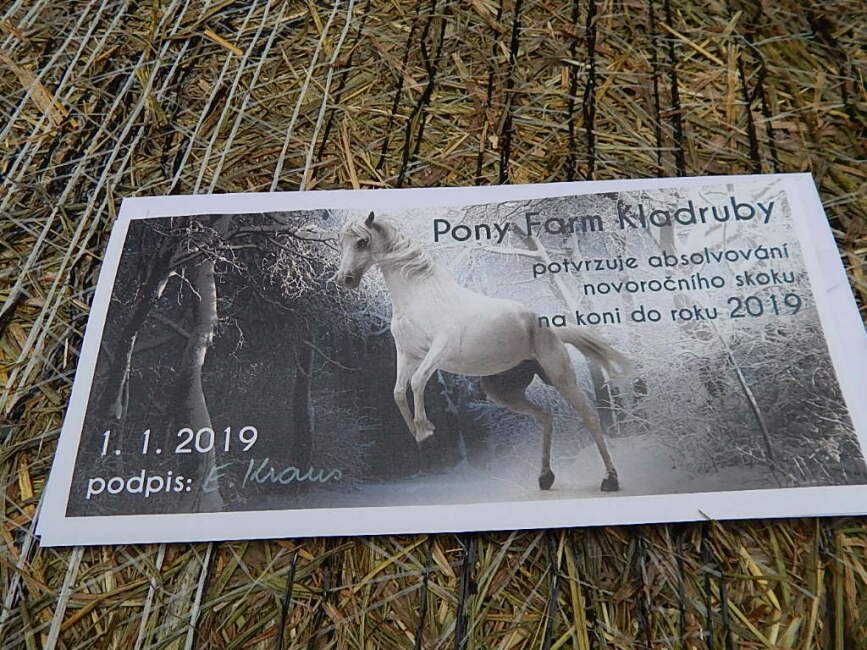 Pony Farm Kladruby
potvrzuje absolvování
novoročního skoku
na koni do roku 2019
1. 1. 2019
podpis: E. Kraus